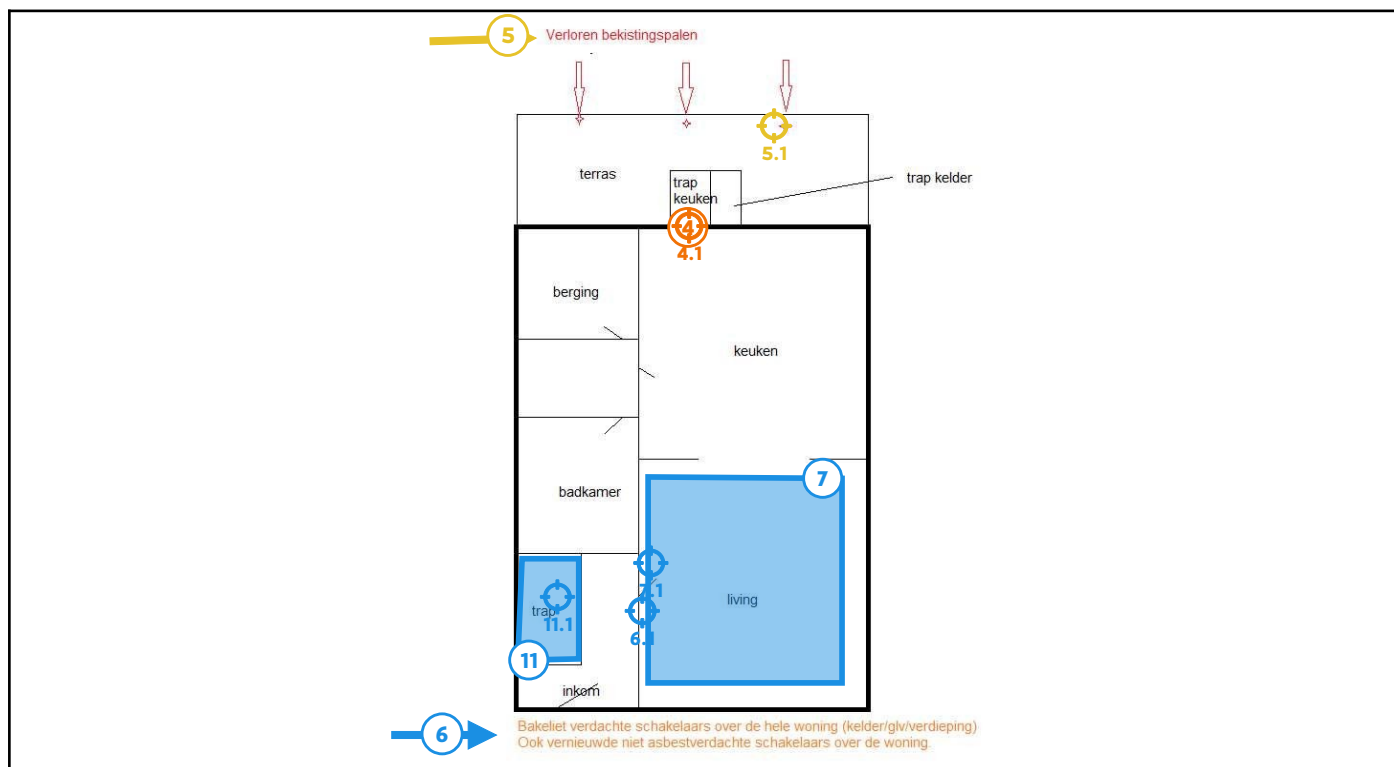 5
Verloren bekistingspalen
5.1
terras
trap
keuken
trap kelder
4
4.1
berging
keuken
7
badkamer
7.1
living
trap
11.1
6.1
11
inkom
6
Bakeliet verdachte schakelaars over de hele woning (kelder/glv/verdieping)
Ook vernieuwde niet asbestverdachte schakelaars over de woning.